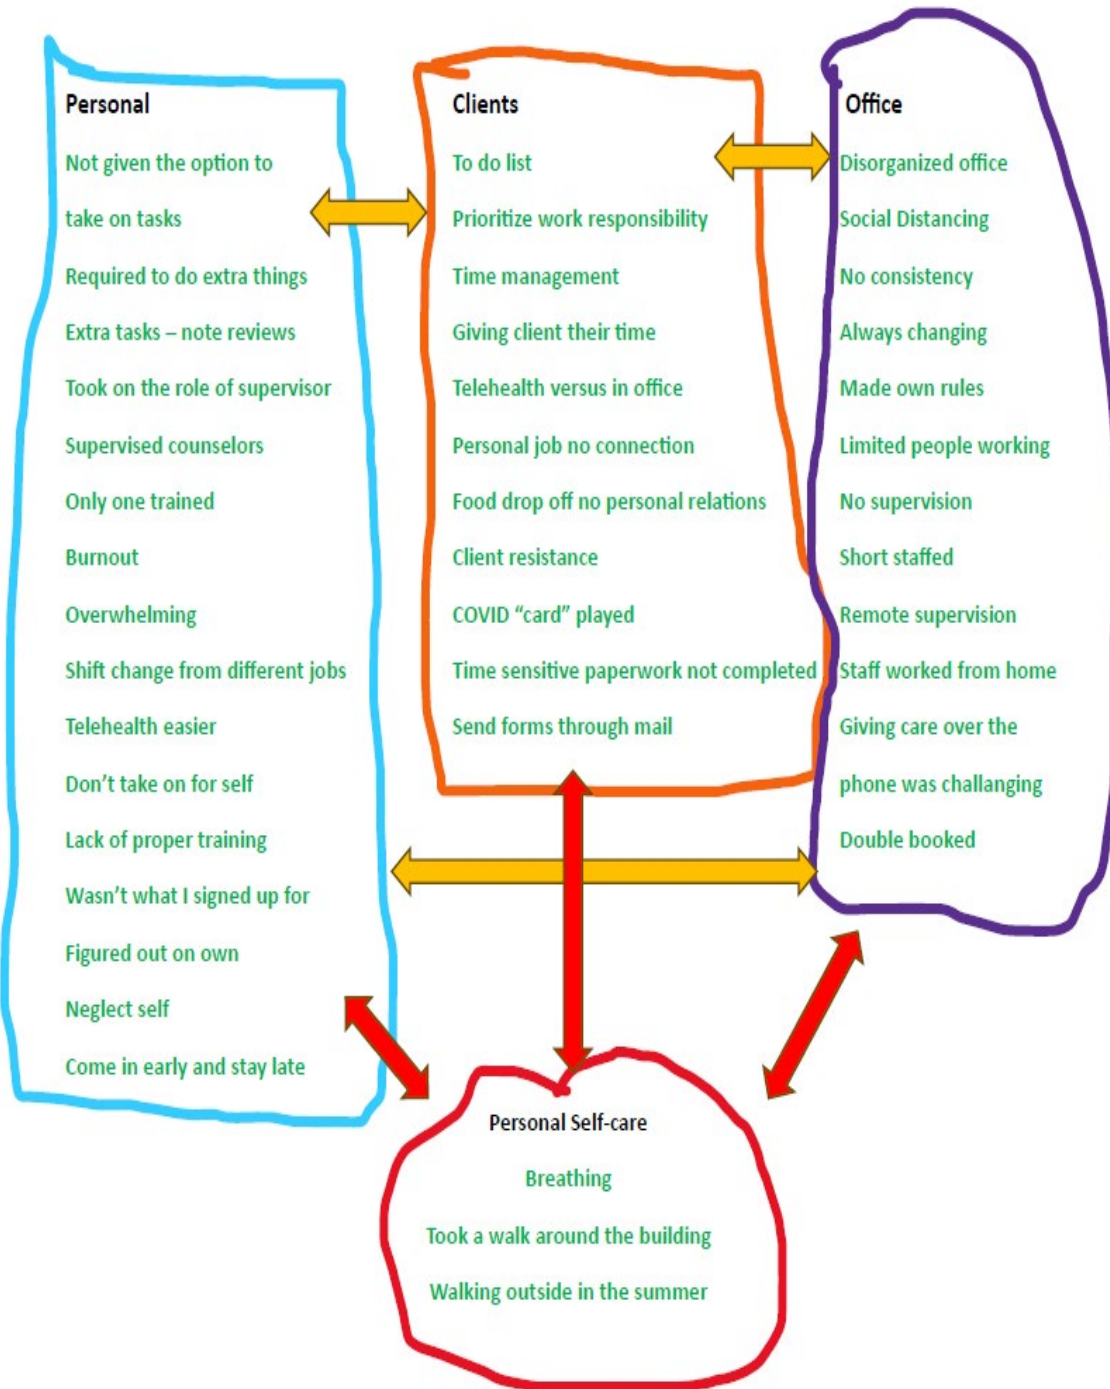 Personal
Not given the option to
take on tasks
Required to do extra things
Extra tasks – note reviews
Took on the role of supervisor
Supervised counselors
Only one trained
Burnout
Overwhelming
Shift change from different jobs
Telehealth easier
Don’t take on for self
Lack of proper training
Wasn’t what I signed up for
Figured out on own
Neglect self
Come in early and stay late
Clients
To do list
Prioritize work responsibility
Time management
Giving client their time
Telehealth versus in office
Personal job no connection
Food drop off no personal relations
Client resistance
COVID “card” played
Time sensitive paperwork not completed
Send forms through mail
Office
Disorganized office
Social Distancing
No consistency
Always changing
Made own rules
Limited people working
No supervision
Short staffed
Remote supervision
Staff worked from home
Giving care over the
phone was challanging
Double booked
Personal Self-care
Breathing
Took a walk around the building
Walking outside in the summer